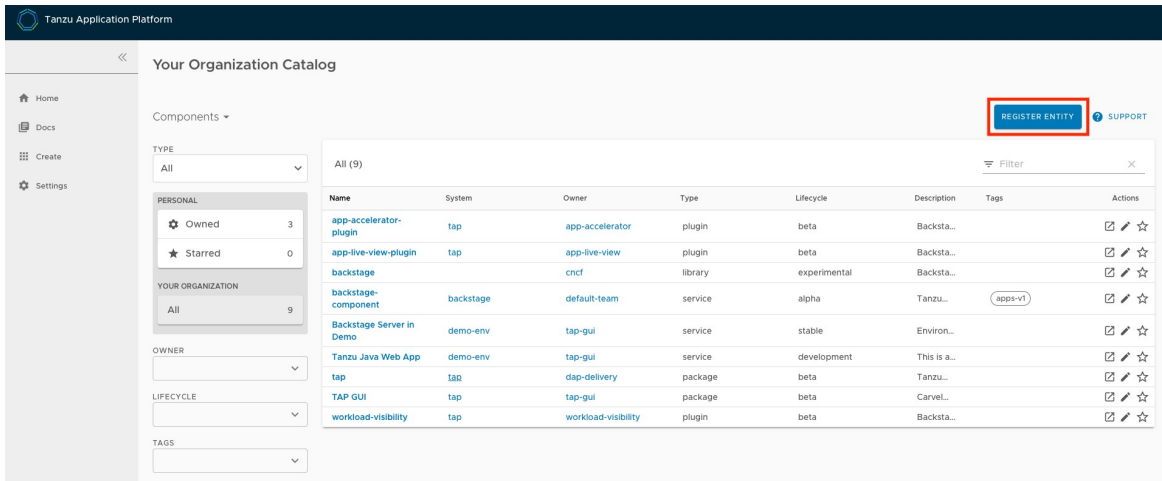 Tanzu Application Platform
Home
Docs
Create
Settings
Your Organization Catalog
Components
REGISTER ENTITY
SUPPORT
TYPE
All
PERSONAL
Owned 3
Starred 0
YOUR ORGANIZATION
All 9
OWNER
LIFECYCLE
TAGS
All (9)
Filter
Name System Owner Type Lifecycle Description Tags Actions
app-accelerator-
plugin tap app-accelerator plugin beta Backsta...
app-live-view-plugin tap app-live-view plugin beta Backsta...
backstage cncf library experimental Backsta...
backstage-
component backstage default-team service alpha Tanzu... apps-v1
Backstage Server in
Demo demo-env tap-gui service stable Environ...
Tanzu Java Web App demo-env tap-gui service development This is a...
tap tap dap-delivery package beta Tanzu...
TAP GUI tap tap-gui package beta Carvel...
workload-visibility tap workload-visibility plugin beta Backsta...